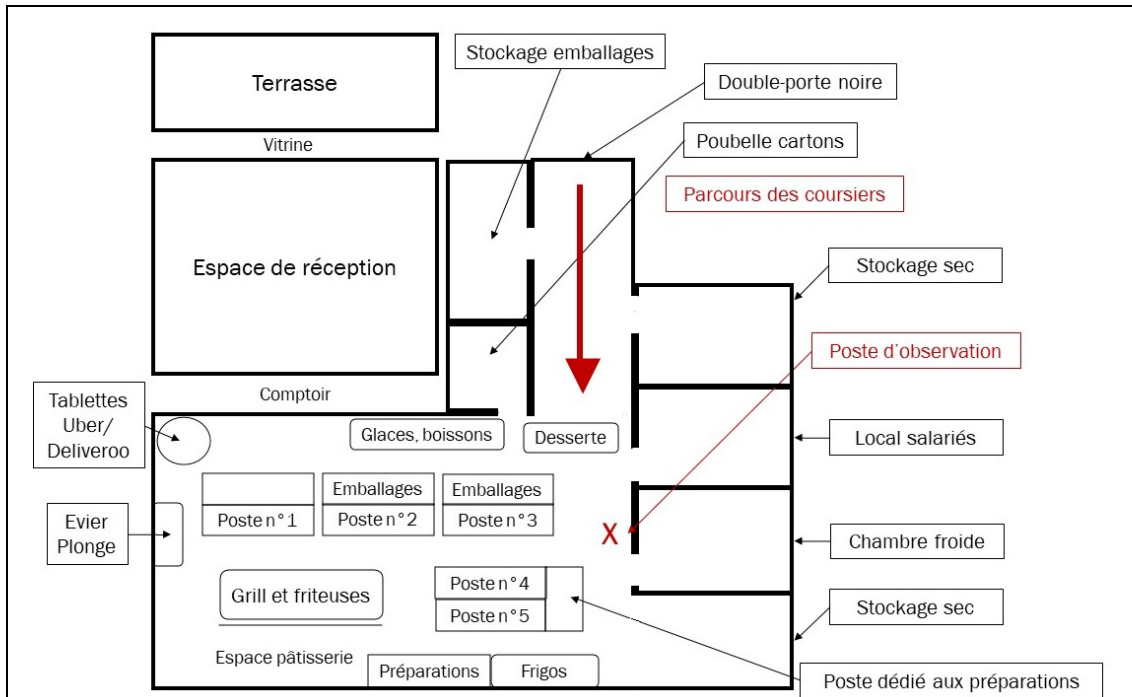 Stockage emballages
Terrasse
Double-porte noire
Vitrine
Poubelle cartons
Parcours des coursiers
Espace de réception
Stockage sec
Poste d'observation
Comptoir
Tablettes
Uber/
Deliveroo
Glaces, boissons
Desserte
Local salariés
Emballages
Emballages
Poste n°1
Poste n°2
Poste n°3
Evier
Plonge
X
Chambre froide
Poste n°4
Grill et friteuses
Poste n°5
Stockage sec
Espace pâtisserie
Préparations
Frigos
Poste dédié aux préparations